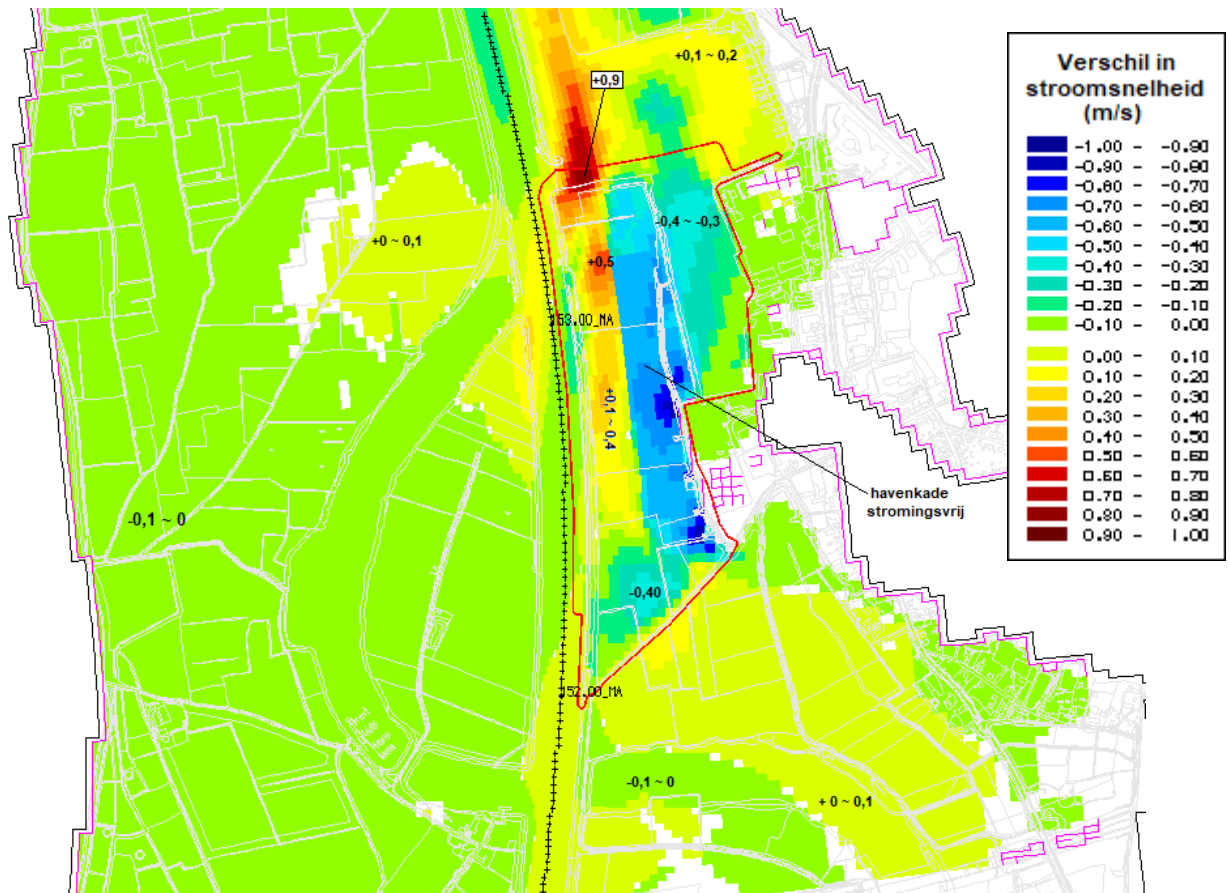 +0,1 ~ 0,2
+0,9
Verschil in
stroomsnelheid
(m/s)
-1.00 - -0.90
-0.90 - -0.80
-0.80 - -0.70
-0.70 - -0.60
-0.60 - -0.50
-0.50 - -0.40
-0.40 - -0.30
-0.30 - -0.20
-0.20 - -0.10
-0.10 - 0.00
0.00 - 0.10
0.10 - 0.20
0.20 - 0.30
0.30 - 0.40
0.40 - 0.50
0.50 - 0.60
0.60 - 0.70
0.70 - 0.80
0.80 - 0.90
0.90 - 1.00
-0,4 ~ -0,3
+0 ~ 0,1
+0,5
153.00_MA
+0,1 ~ 0,4
havenkade
stromingsvrij
-0,1 ~ 0
-0,40
152.00_MA
-0,1 ~ 0
+ 0 ~ 0,1